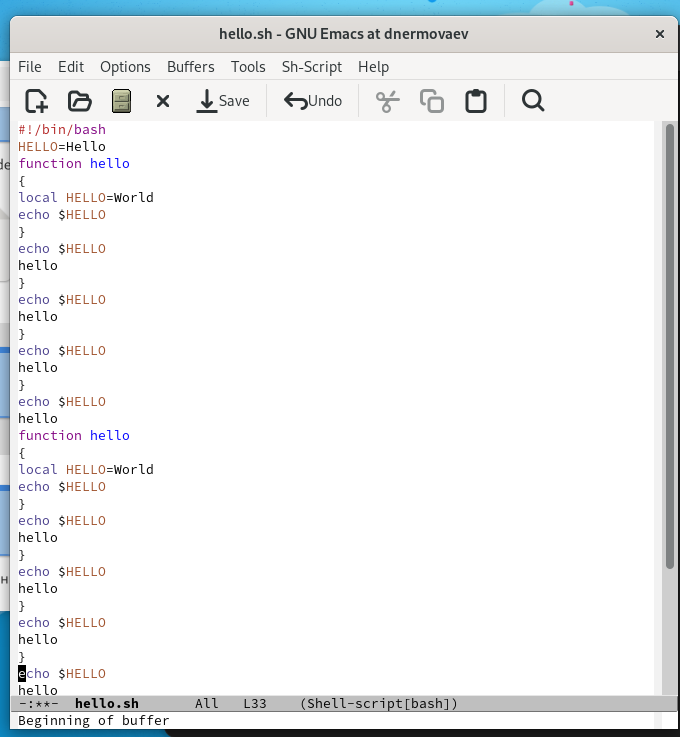 hello.sh - GNU Emacs at dnermovaev ×
File Edit Options Buffers Tools Sh-Script Help
Save Undo
#!/bin/bash
HELLO=Hello
function hello
{
local HELLO=World
echo $HELLO
}
echo $HELLO
hello
}
echo $HELLO
hello
}
echo $HELLO
hello
}
echo $HELLO
hello
function hello
{
local HELLO=World
echo $HELLO
}
echo $HELLO
hello
}
echo $HELLO
hello
}
echo $HELLO
hello
}
echo $HELLO
hello
-:**- hello.sh All L33 (Shell-script[bash])
Beginning of buffer